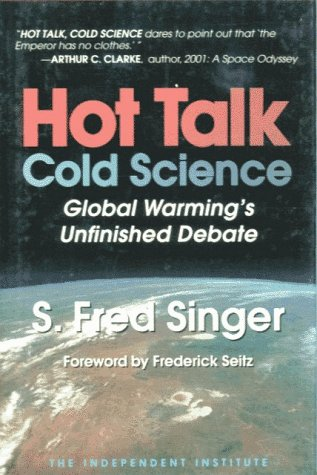 "HOT TALK, COLD SCIENCE dares to point out that 'the
Emperor has no clothes.' "
—ARTHUR C. CLARKE, author, 2001: A Space Odyssey
Hot Talk
Cold Science
Global Warming's
Unfinished Debate
S. Fred Singer
Foreword by Frederick Seitz
THE INDEPENDENT INSTITUTE